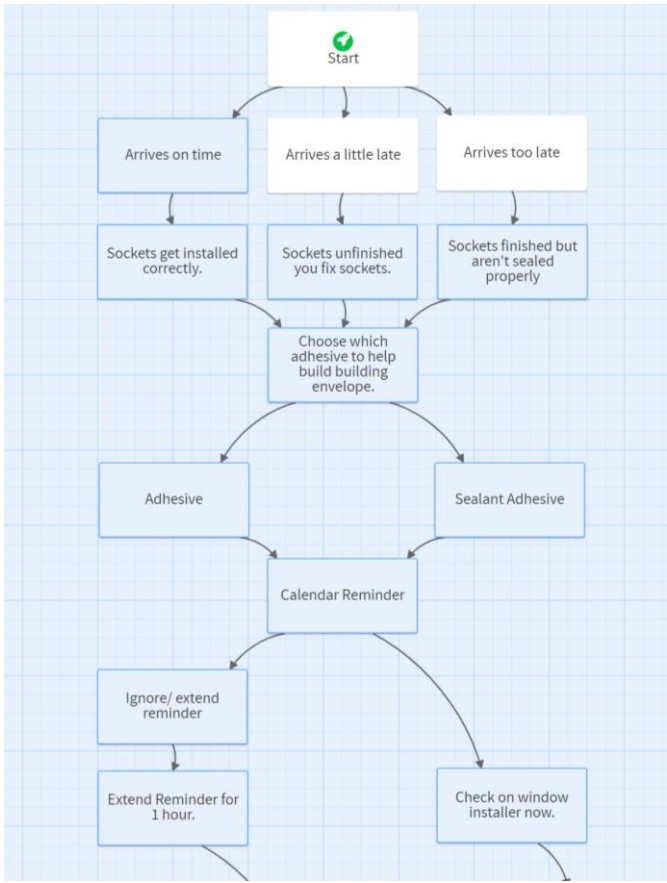 Start
Arrives on time
Arrives a little late
Arrives too late
Sockets get installed
correctly.
Sockets unfinished
you fix sockets.
Sockets finished but
aren't sealed
properly
Choose which
adhesive to help
build building
envelope.
Adhesive
Sealant Adhesive
Calendar Reminder
Ignore/ extend
reminder
Extend Reminder for
1 hour.
Check on window
installer now.